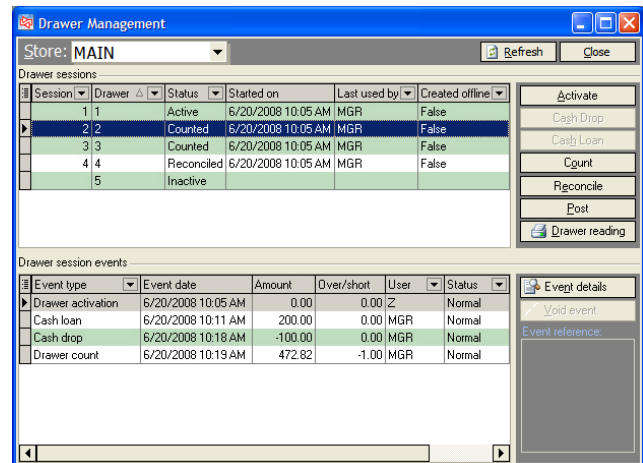 Drawer Management
Store: MAIN Refresh Close
Drawer sessions
Session Drawer Status Started on Last used by Created offline
1 1 Active 6/20/2008 10:05 AM MGR False
2 2 Counted 6/20/2008 10:05 AM MGR False
3 3 Counted 6/20/2008 10:05 AM MGR False
4 4 Reconciled 6/20/2008 10:05 AM MGR False
5 Inactive
Activate
Cash Drop
Cash Loan
Count
Reconcile
Post
Drawer reading
Drawer session events
Event type Event date Amount Over/short User Status
Drawer activation 6/20/2008 10:05 AM 0.00 0.00 Z Normal
Cash loan 6/20/2008 10:11 AM 200.00 0.00 MGR Normal
Cash drop 6/20/2008 10:18 AM -100.00 0.00 MGR Normal
Drawer count 6/20/2008 10:19 AM 472.82 -1.00 MGR Normal
Event details
Void event
Event reference: